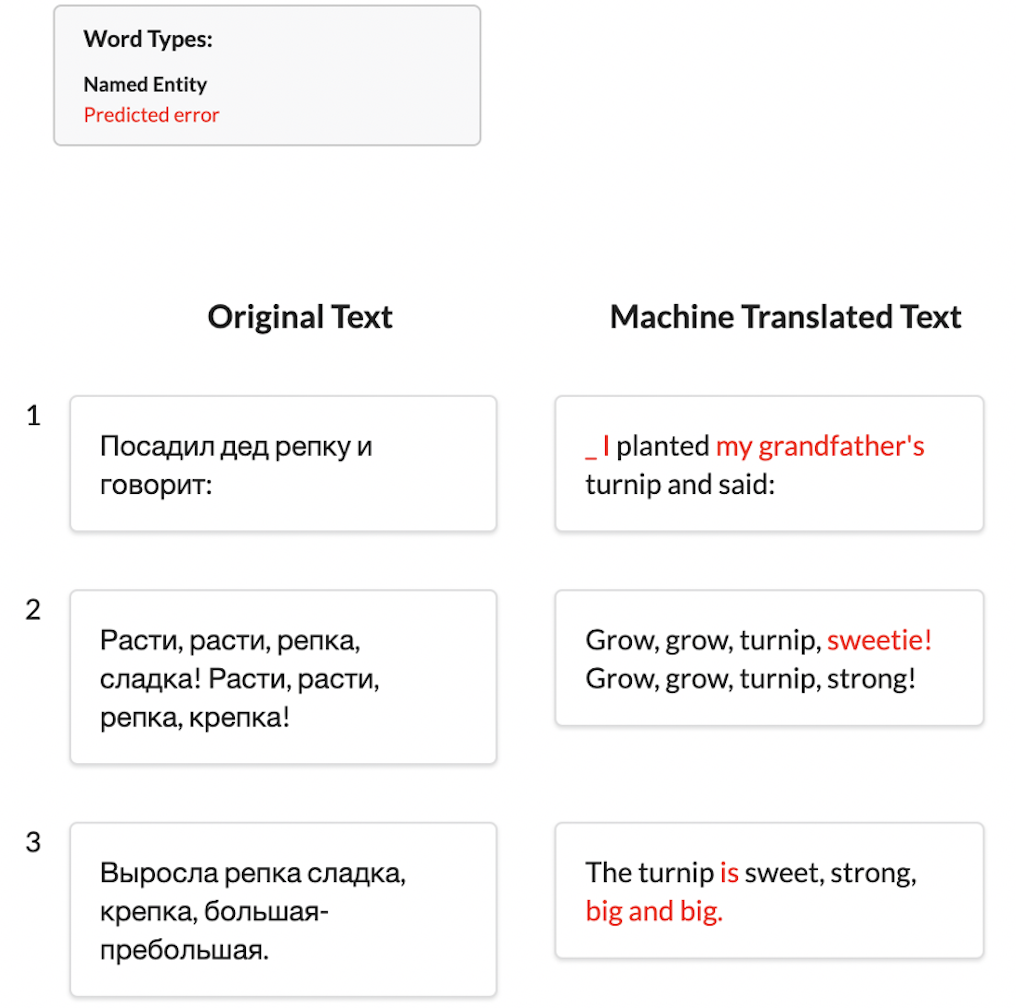 Word Types:
Named Entity
Predicted error
Original Text
Machine Translated Text
1
Посадил дед репку и
говорит:
_ I planted my grandfather's
turnip and said:
2
Расти, расти, репка,
сладка! Расти, расти,
репка, крепка!
Grow, grow, turnip, sweetie!
Grow, grow, turnip, strong!
3
Выросла репка сладка,
крепка, большая-
пребольшая.
The turnip is sweet, strong,
big and big.